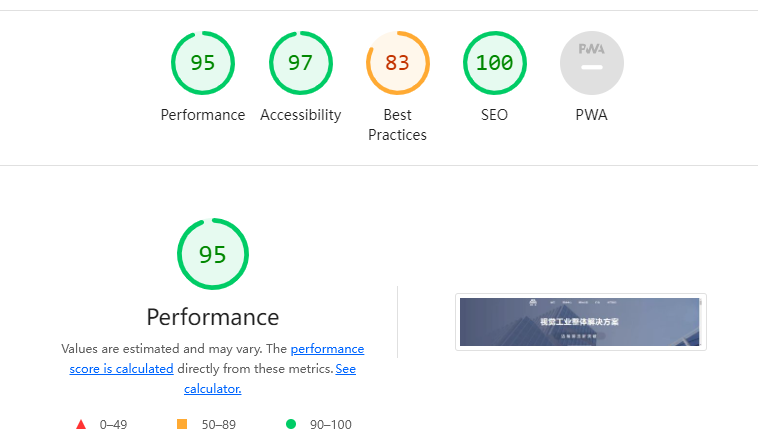 95
97
83
100
PWA
Performance
Accessibility
Best
Practices
SEO
PWA
95
Performance
Values are estimated and may vary. The performance
score is calculated directly from these metrics. See
calculator.
0–49
50–89
90–100
视觉工业整体解决方案